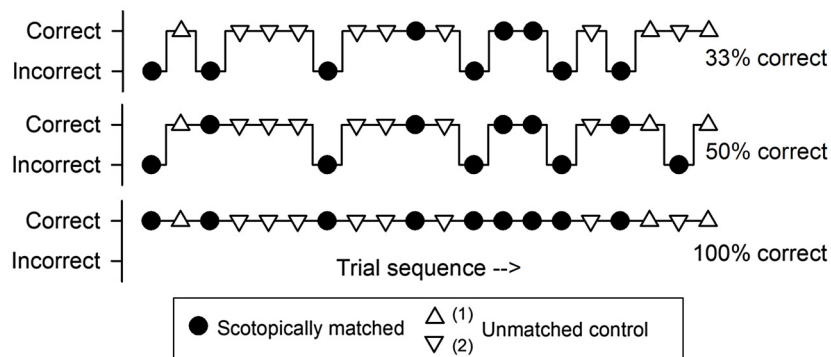 Correct
Incorrect
33% correct
Correct
Incorrect
50% correct
Correct
Incorrect
100% correct
Trial sequence -->
Scotopically matched
(1)
(2)
Unmatched control